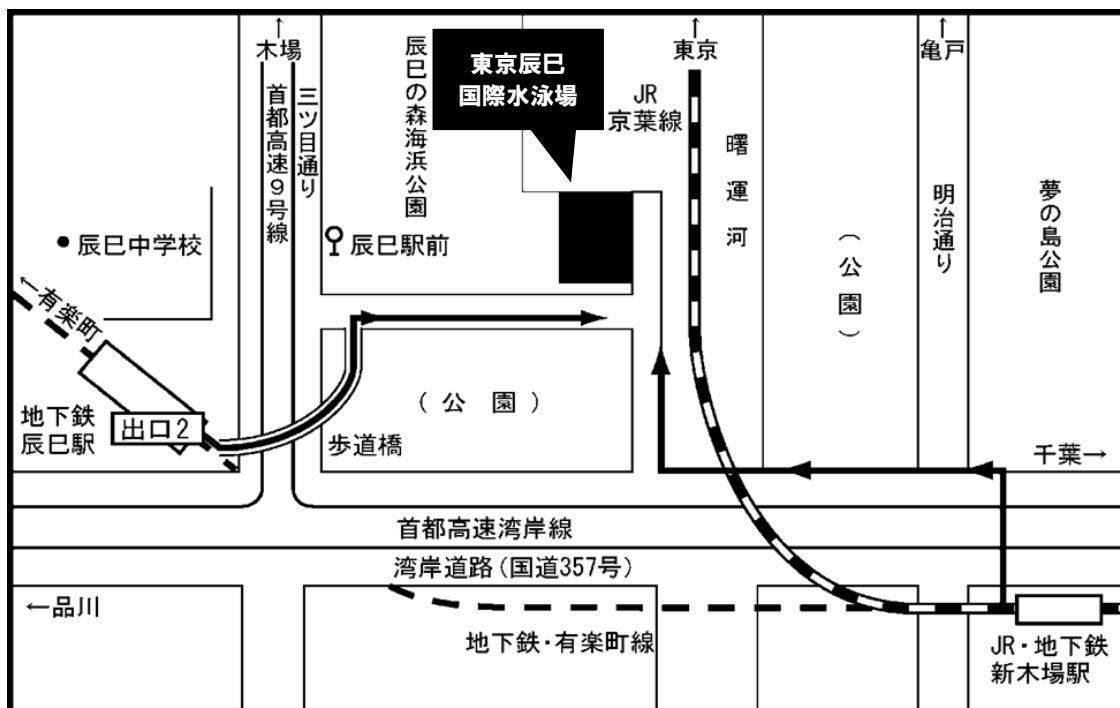 ↑
木場
首都高速9号線
三ツ目通り
辰巳の森海浜公園
東京辰巳
国際水泳場
↑
東京
JR
京葉線
曙運河
↑
亀戸
明治通り
夢の島公園
(公園)
辰巳中学校
辰巳駅前
←有楽町
地下鉄
辰巳駅
出口2
歩道橋
(公園)
千葉→
首都高速湾岸線
湾岸道路(国道357号)
←品川
地下鉄・有楽町線
JR・地下鉄
新木場駅